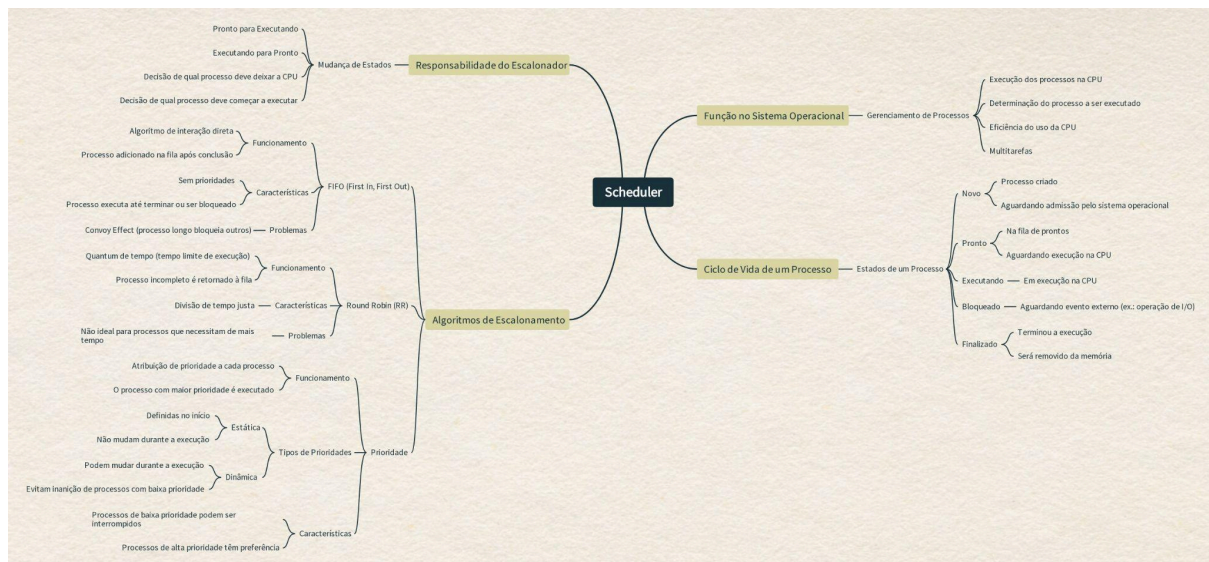 Scheduler
Responsabilidade do Escalonador
Mudança de Estados
Pronto para Executando
Executando para Pronto
Decisão de qual processo deve deixar a CPU
Decisão de qual processo deve começar a executar
Algoritmos de Escalonamento
FIFO (First In, First Out)
Funcionamento
Algoritmo de interação direta
Processo adicionado na fila após conclusão
Características
Sem prioridades
Processo executa até terminar ou ser bloqueado
Problemas
Convoy Effect (processo longo bloqueia outros)
Round Robin (RR)
Funcionamento
Quantum de tempo (tempo limite de execução)
Processo incompleto é retornado à fila
Características
Divisão de tempo justa
Problemas
Não ideal para processos que necessitam de mais
tempo
Prioridade
Funcionamento
Atribuição de prioridade a cada processo
O processo com maior prioridade é executado
Tipos de Prioridades
Estática
Definidas no início
Não mudam durante a execução
Dinâmica
Podem mudar durante a execução
Evitam inanição de processos com baixa prioridade
Características
Processos de baixa prioridade podem ser
interrompidos
Processos de alta prioridade têm preferência
Função no Sistema Operacional
Gerenciamento de Processos
Execução dos processos na CPU
Determinação do processo a ser executado
Eficiência do uso da CPU
Multitarefas
Ciclo de Vida de um Processo
Estados de um Processo
Novo
Processo criado
Aguardando admissão pelo sistema operacional
Pronto
Na fila de prontos
Aguardando execução na CPU
Executando
Em execução na CPU
Bloqueado
Aguardando evento externo (ex.: operação de I/O)
Finalizado
Terminou a execução
Será removido da memória